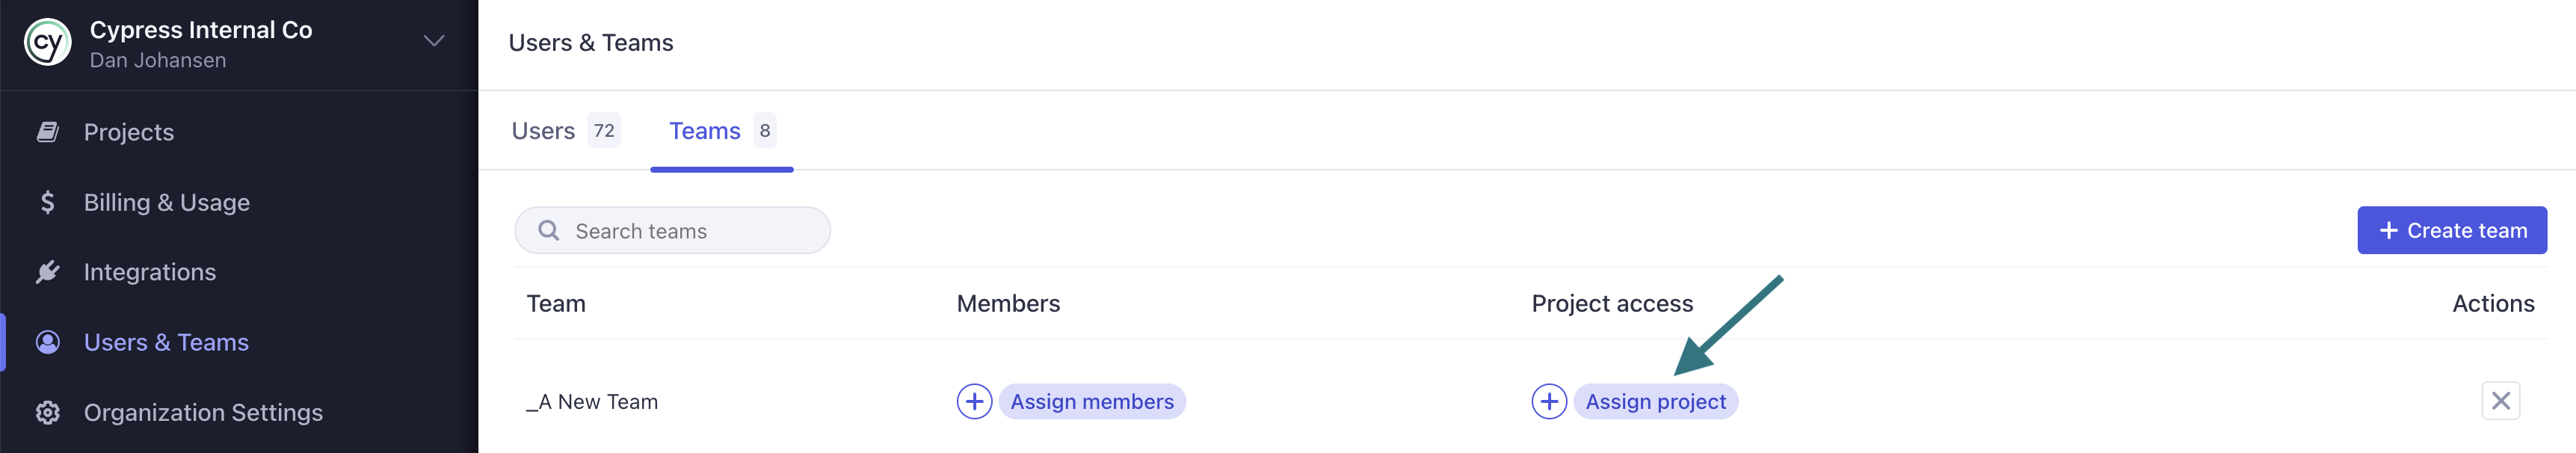 cy
Cypress Internal Co
Dan Johansen
Projects
Billing & Usage
Integrations
Users & Teams
Organization Settings
Users & Teams
Users 72 Teams 8
Search teams
+ Create team
Team Members Project access Actions
_A New Team Assign members Assign project